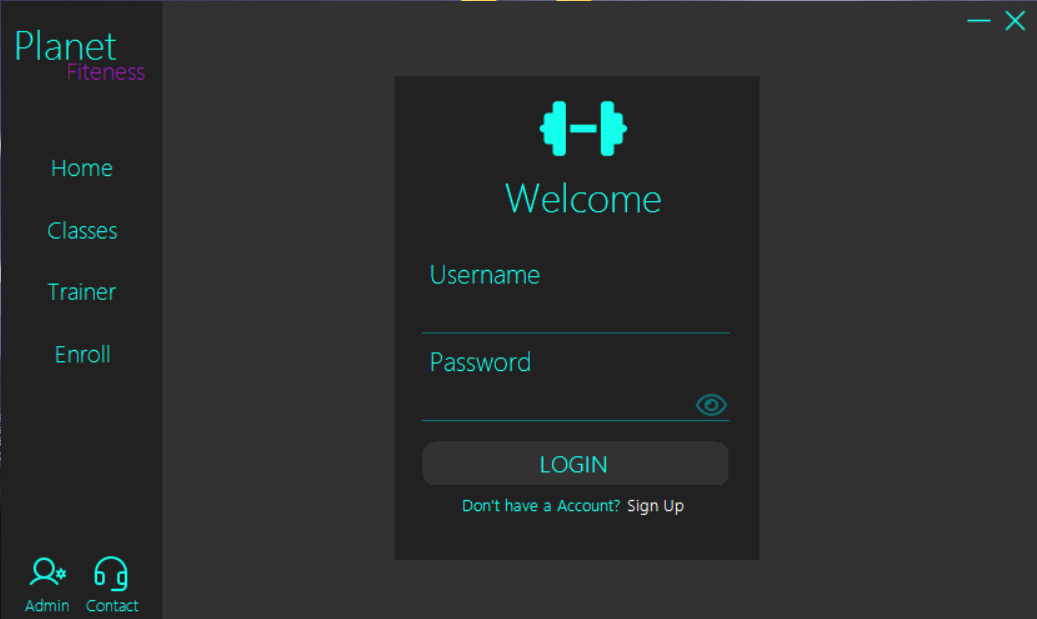 Planet
Fiteness
Home
Classes
Trainer
Enroll
Admin
Contact
Welcome
Username
Password
LOGIN
Don't have a Account? Sign Up